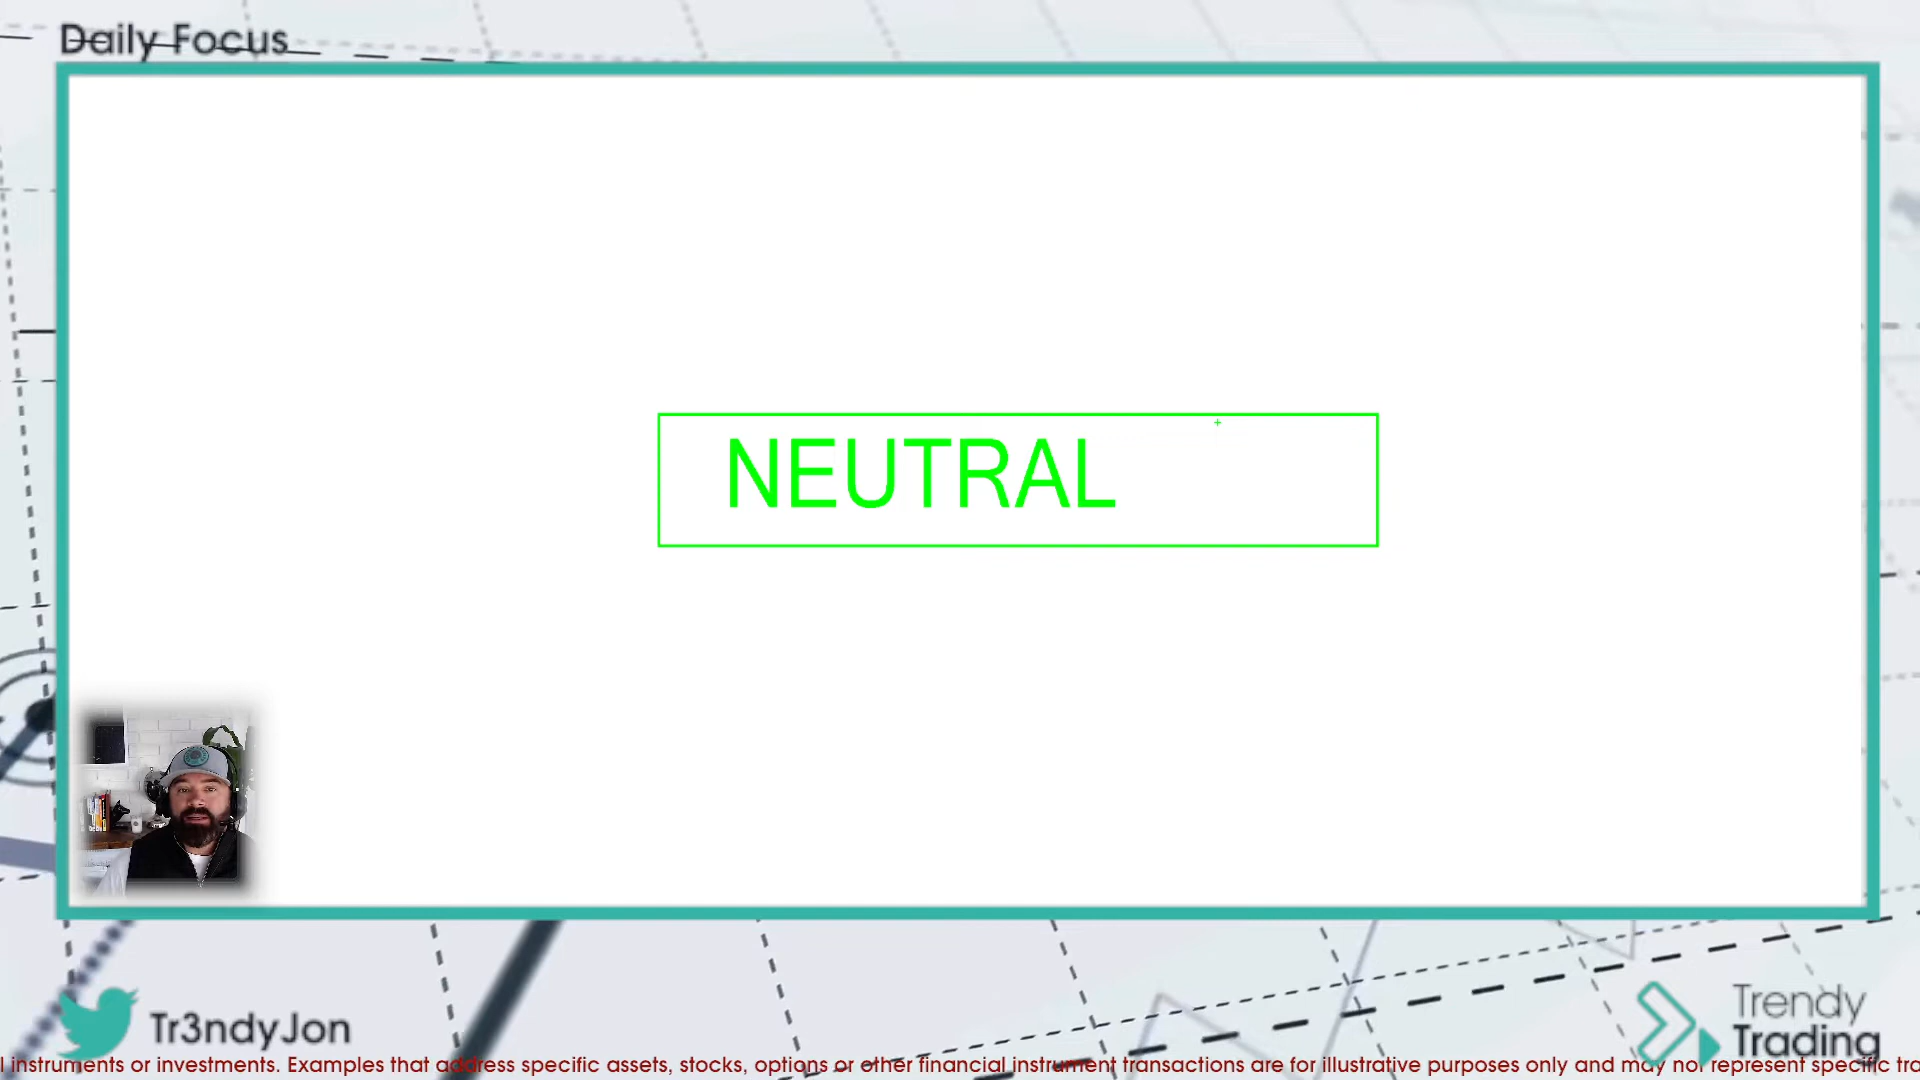 Daily Focus
NEUTRAL
Tr3ndyJon
Trendy
Trading
l instruments or investments. Examples that address specific assets, stocks, options or other financial instrument transactions are for illustrative purposes only and may not represent specific tra